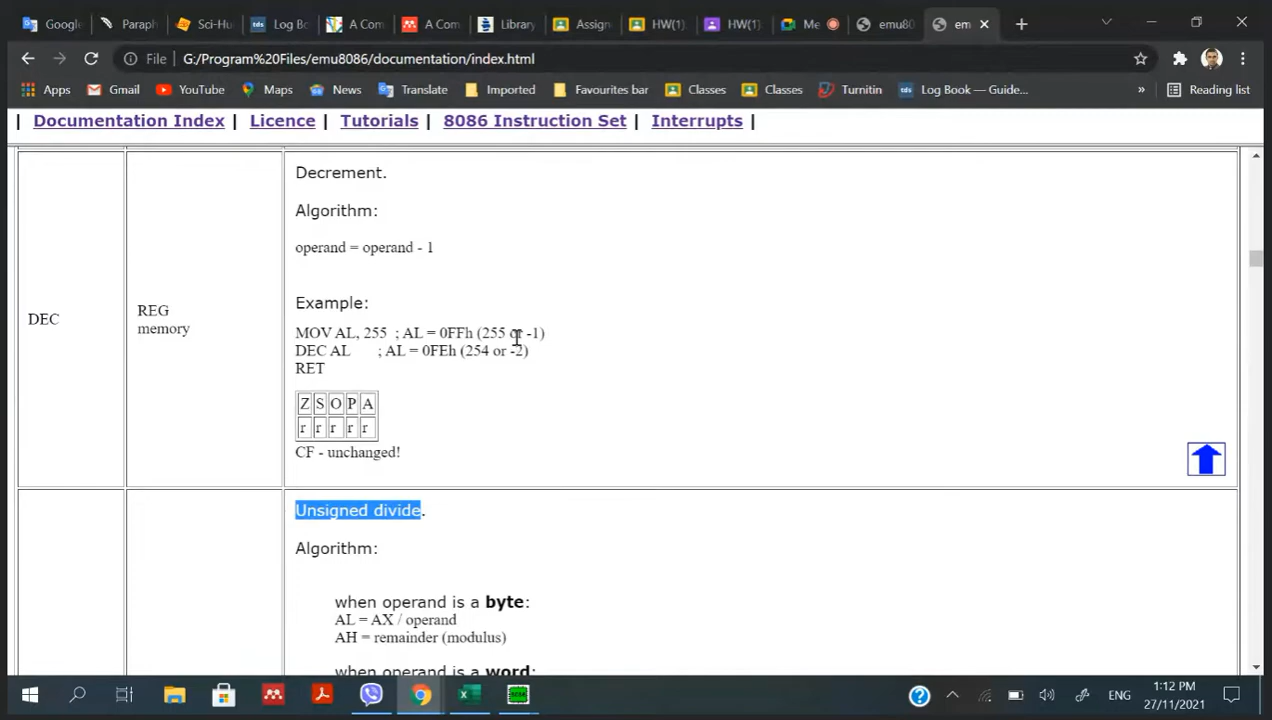 Google
Paraph
Sci-Hu
Log Bo
A Com
A Com
Library
Assign
HW(1)
HW(1)
Me
emu80
em
File | G:/Program%20Files/emu8086/documentation/index.html
Apps
Gmail
YouTube
Maps
News
Translate
Imported
Favourites bar
Classes
Classes
Turnitin
Log Book — Guide...
»
Reading list
| Documentation Index | Licence | Tutorials | 8086 Instruction Set | Interrupts |
DEC
REG
memory
Decrement.
Algorithm:
operand = operand - 1
Example:
MOV AL, 255 ; AL = 0FFh (255 or -1)
DEC AL ; AL = 0FEh (254 or -2)
RET
Z S O P A
r r r r r
CF - unchanged!
Unsigned divide.
Algorithm:
when operand is a byte:
AL = AX / operand
AH = remainder (modulus)
when operand is a word:
ENG
1:12 PM
27/11/2021